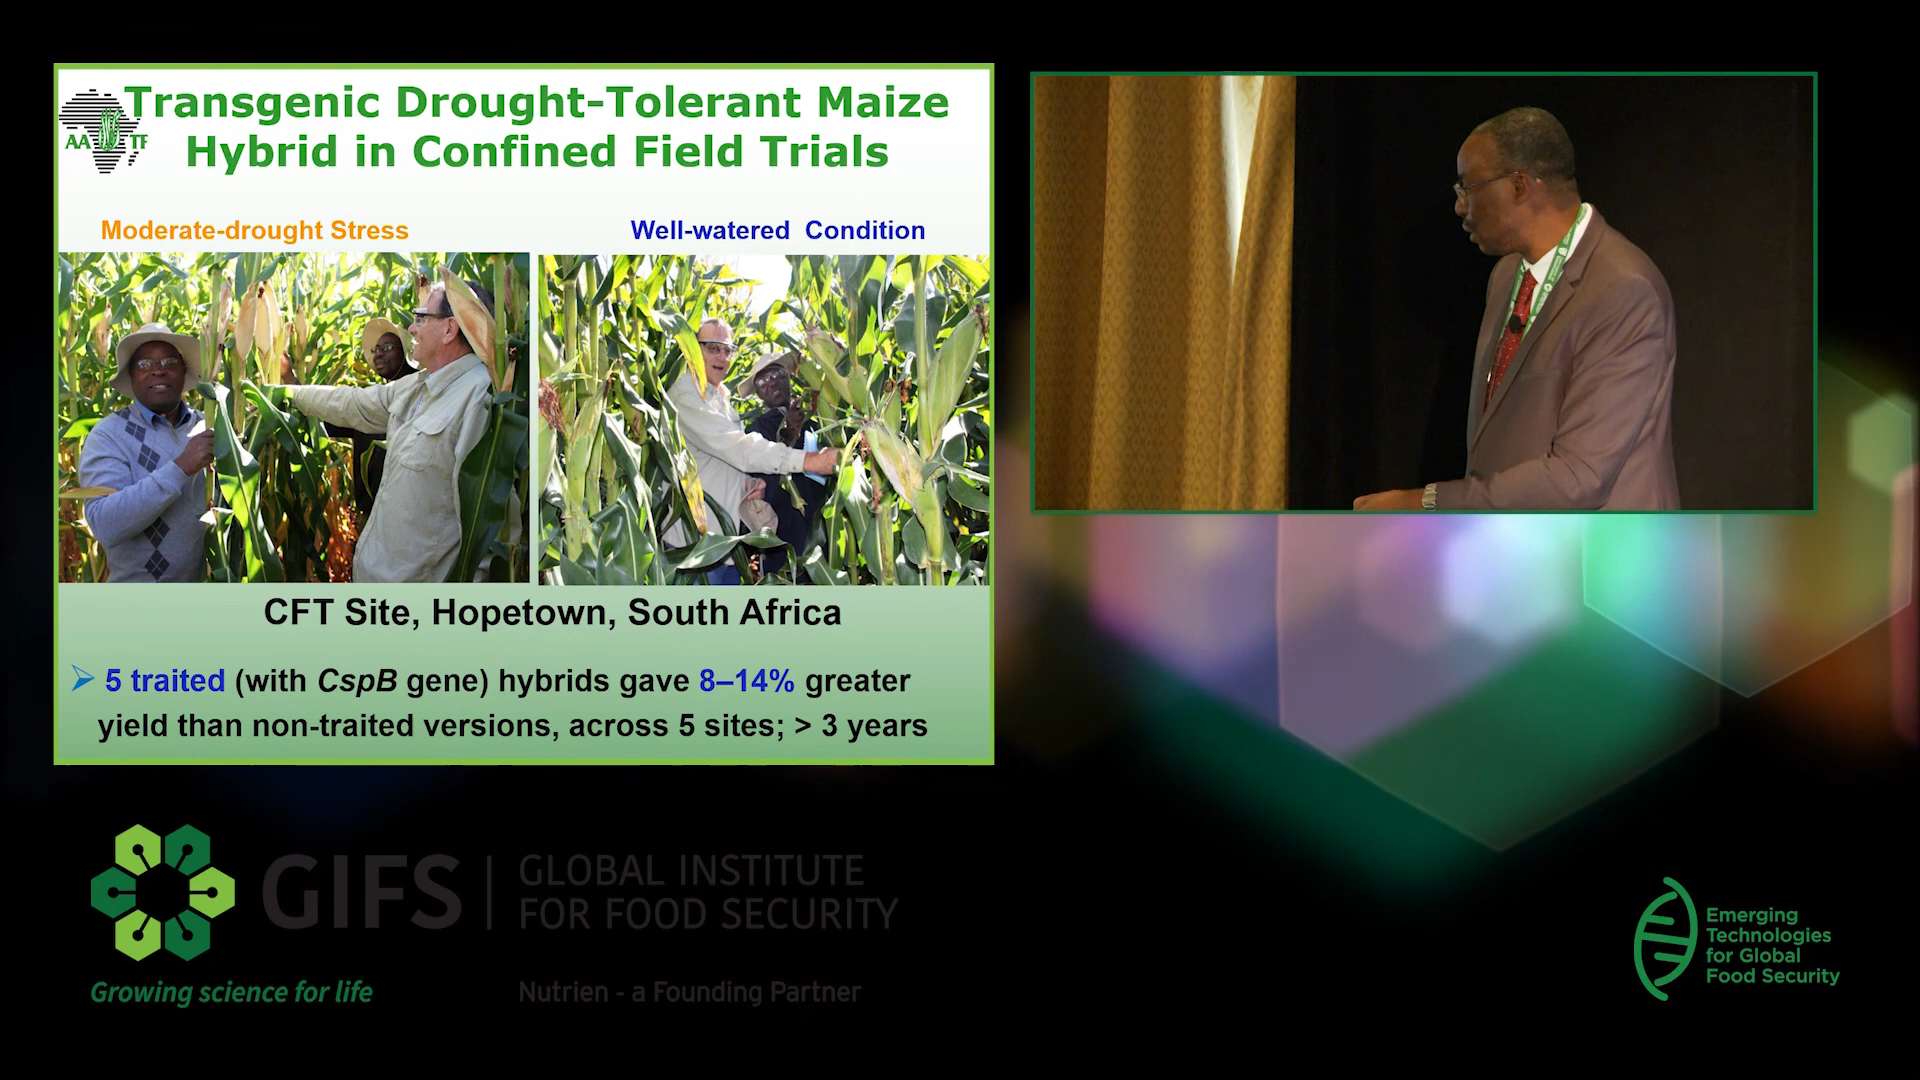 Transgenic Drought-Tolerant Maize
Hybrid in Confined Field Trials
AATF
Moderate-drought Stress
Well-watered Condition
CFT Site, Hopetown, South Africa
➢ 5 traited (with CspB gene) hybrids gave 8–14% greater
yield than non-traited versions, across 5 sites; > 3 years
GIFS
GLOBAL INSTITUTE
FOR FOOD SECURITY
Growing science for life
Nutrien - a Founding Partner
Emerging
Technologies
for Global
Food Security